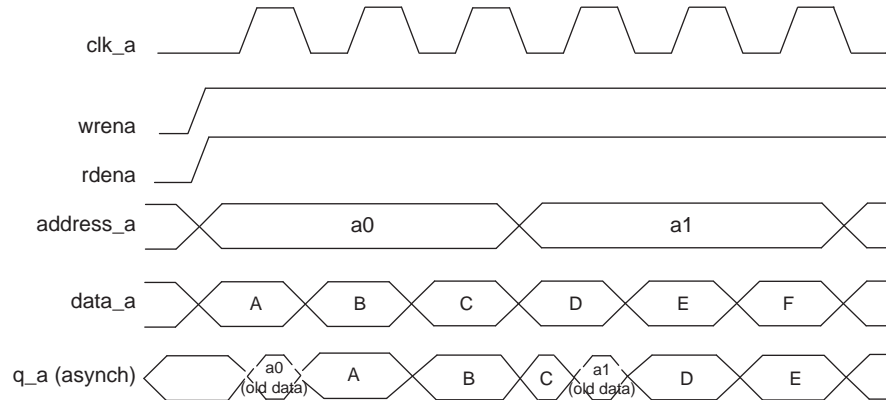 clk_a
wrena
rdena
address_a a0 a1
data_a A B C D E F
q_a (asynch) a0 (old data) A B C a1 (old data) D E